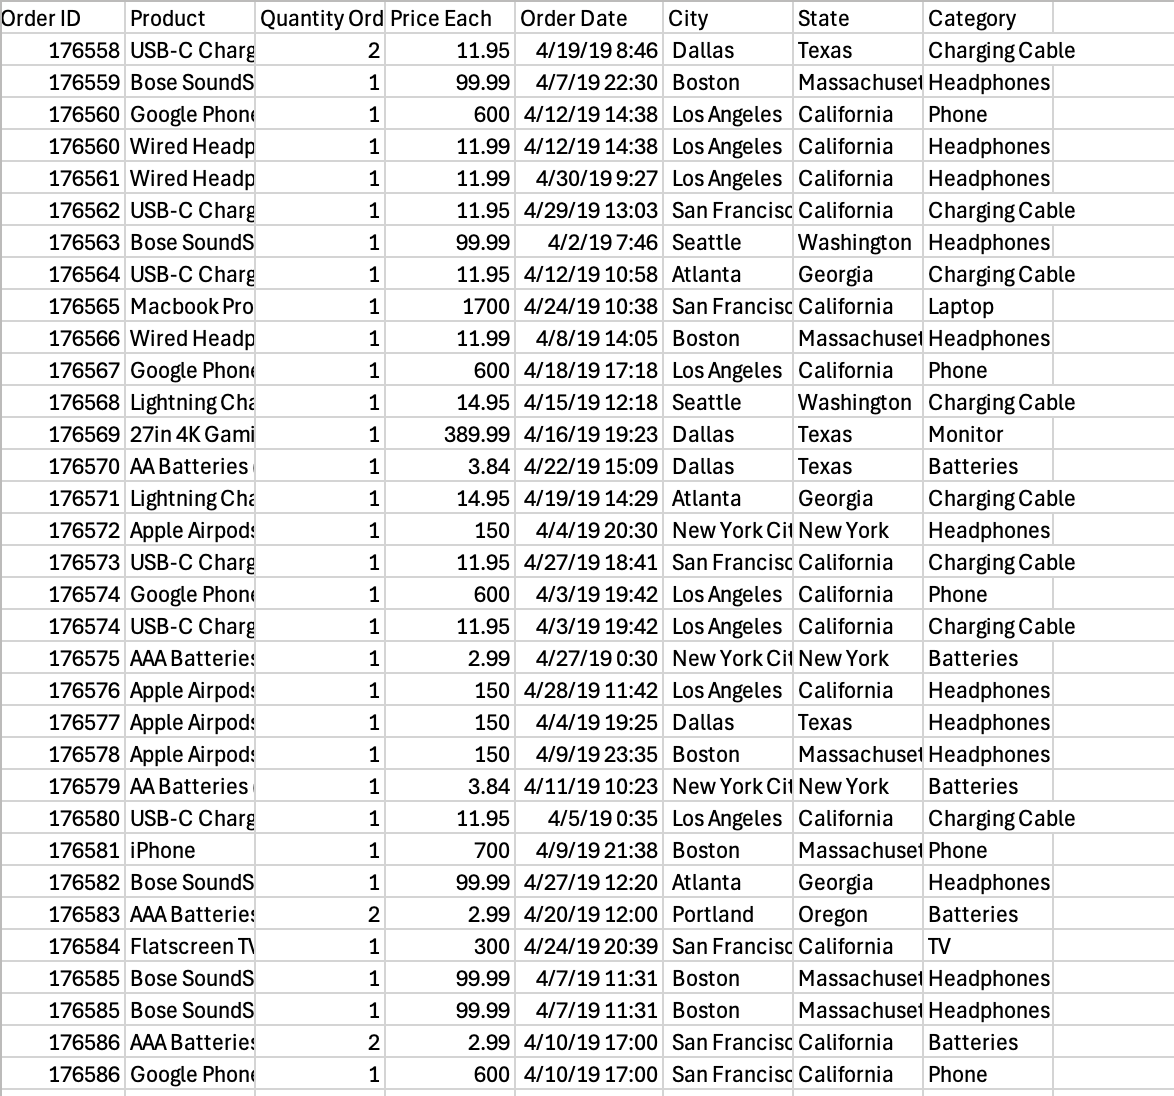 Order ID Product Quantity Ord Price Each Order Date City State Category
176558 USB-C Charg 2 11.95 4/19/19 8:46 Dallas Texas Charging Cable
176559 Bose SoundS 1 99.99 4/7/19 22:30 Boston Massachuset Headphones
176560 Google Phone 1 600 4/12/19 14:38 Los Angeles California Phone
176560 Wired Headp 1 11.99 4/12/19 14:38 Los Angeles California Headphones
176561 Wired Headp 1 11.99 4/30/19 9:27 Los Angeles California Headphones
176562 USB-C Charg 1 11.95 4/29/19 13:03 San Francisc California Charging Cable
176563 Bose SoundS 1 99.99 4/2/19 7:46 Seattle Washington Headphones
176564 USB-C Charg 1 11.95 4/12/19 10:58 Atlanta Georgia Charging Cable
176565 Macbook Pro 1 1700 4/24/19 10:38 San Francisc California Laptop
176566 Wired Headp 1 11.99 4/8/19 14:05 Boston Massachuset Headphones
176567 Google Phone 1 600 4/18/19 17:18 Los Angeles California Phone
176568 Lightning Cha 1 14.95 4/15/19 12:18 Seattle Washington Charging Cable
176569 27in 4K Gami 1 389.99 4/16/19 19:23 Dallas Texas Monitor
176570 AA Batteries ( 1 3.84 4/22/19 15:09 Dallas Texas Batteries
176571 Lightning Cha 1 14.95 4/19/19 14:29 Atlanta Georgia Charging Cable
176572 Apple Airpods 1 150 4/4/19 20:30 New York Cit New York Headphones
176573 USB-C Charg 1 11.95 4/27/19 18:41 San Francisc California Charging Cable
176574 Google Phone 1 600 4/3/19 19:42 Los Angeles California Phone
176574 USB-C Charg 1 11.95 4/3/19 19:42 Los Angeles California Charging Cable
176575 AAA Batteries 1 2.99 4/27/19 0:30 New York Cit New York Batteries
176576 Apple Airpods 1 150 4/28/19 11:42 Los Angeles California Headphones
176577 Apple Airpods 1 150 4/4/19 19:25 Dallas Texas Headphones
176578 Apple Airpods 1 150 4/9/19 23:35 Boston Massachuset Headphones
176579 AA Batteries ( 1 3.84 4/11/19 10:23 New York Cit New York Batteries
176580 USB-C Charg 1 11.95 4/5/19 0:35 Los Angeles California Charging Cable
176581 iPhone 1 700 4/9/19 21:38 Boston Massachuset Phone
176582 Bose SoundS 1 99.99 4/27/19 12:20 Atlanta Georgia Headphones
176583 AAA Batteries 2 2.99 4/20/19 12:00 Portland Oregon Batteries
176584 Flatscreen TV 1 300 4/24/19 20:39 San Francisc California TV
176585 Bose SoundS 1 99.99 4/7/19 11:31 Boston Massachuset Headphones
176585 Bose SoundS 1 99.99 4/7/19 11:31 Boston Massachuset Headphones
176586 AAA Batteries 2 2.99 4/10/19 17:00 San Francisc California Batteries
176586 Google Phone 1 600 4/10/19 17:00 San Francisc California Phone